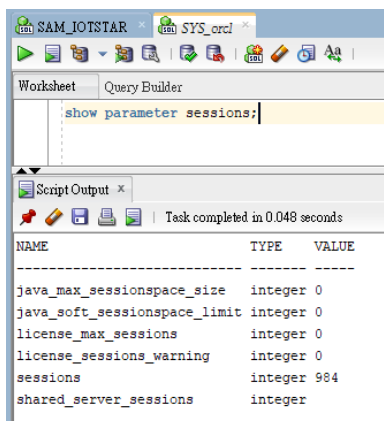 SAM_IOTSTAR SYS_orcl
Worksheet Query Builder
show parameter sessions;
Script Output x
Task completed in 0.048 seconds
NAME TYPE VALUE
---------------------------- ------- -----
java_max_sessionspace_size integer 0
java_soft_sessionspace_limit integer 0
license_max_sessions integer 0
license_sessions_warning integer 0
sessions integer 984
shared_server_sessions integer